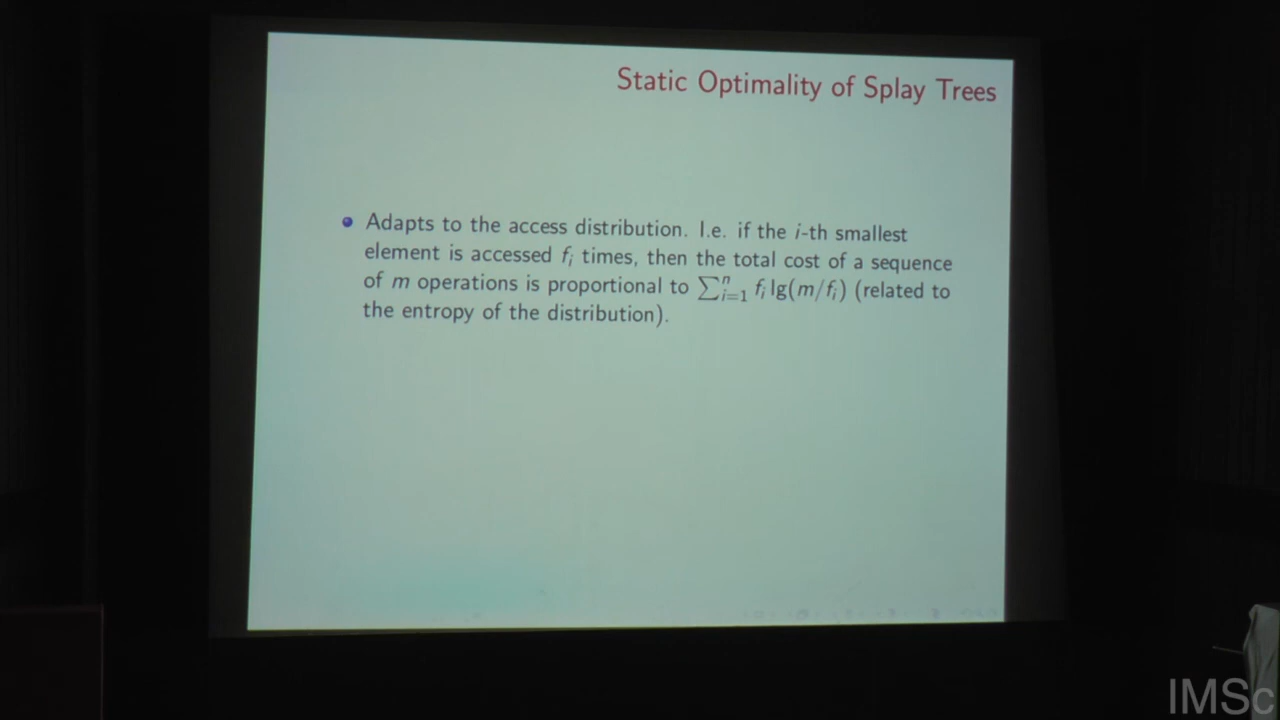 Static Optimality of Splay Trees
Adapts to the access distribution. I.e. if the i-th smallest
element is accessed fᵢ times, then the total cost of a sequence
of m operations is proportional to ∑ⁿᵢ₌₁ fᵢ lg(m/fᵢ) (related to
the entropy of the distribution).
IMSc